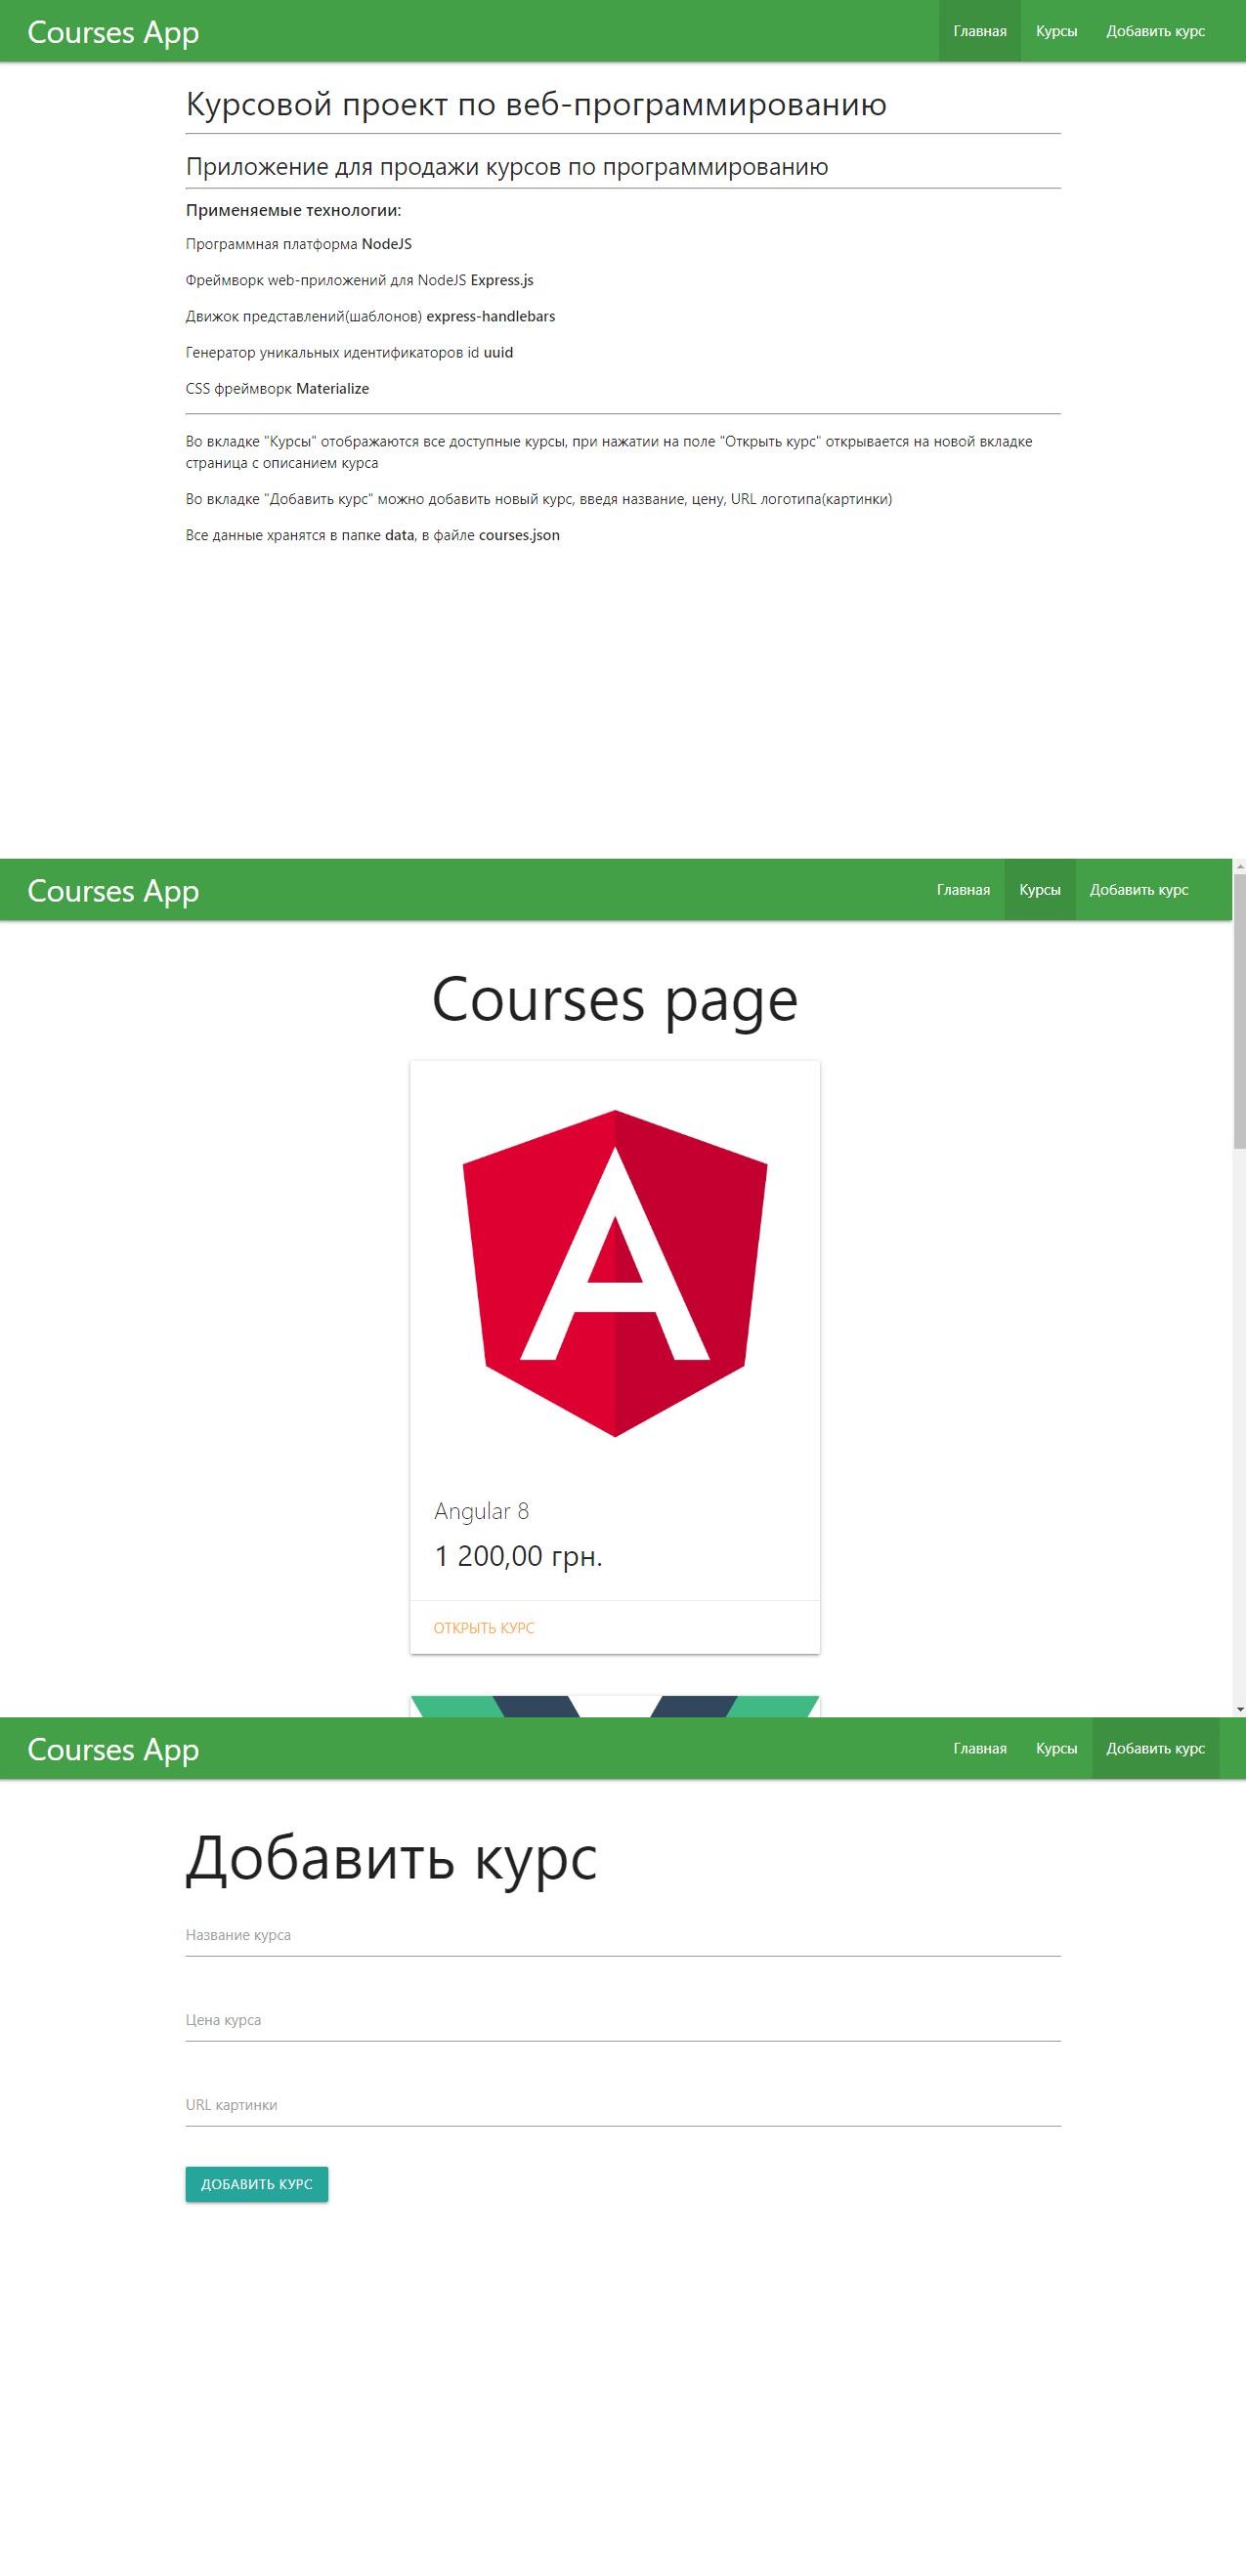 Courses App
Главная
Курсы
Добавить курс
Курсовой проект по веб-программированию
Приложение для продажи курсов по программированию
Применяемые технологии:
Программная платформа NodeJS
Фреймворк web-приложений для NodeJS Express.js
Движок представлений(шаблонов) express-handlebars
Генератор уникальных идентификаторов id uuid
CSS фреймворк Materialize
Во вкладке "Курсы" отображаются все доступные курсы, при нажатии на поле "Открыть курс" открывается на новой вкладке
страница с описанием курса
Во вкладке "Добавить курс" можно добавить новый курс, введя название, цену, URL логотипа(картинки)
Все данные хранятся в папке data, в файле courses.json
Courses App
Главная
Курсы
Добавить курс
Courses page
A
Angular 8
1 200,00 грн.
ОТКРЫТЬ КУРС
Courses App
Главная
Курсы
Добавить курс
Добавить курс
Название курса
Цена курса
URL картинки
ДОБАВИТЬ КУРС